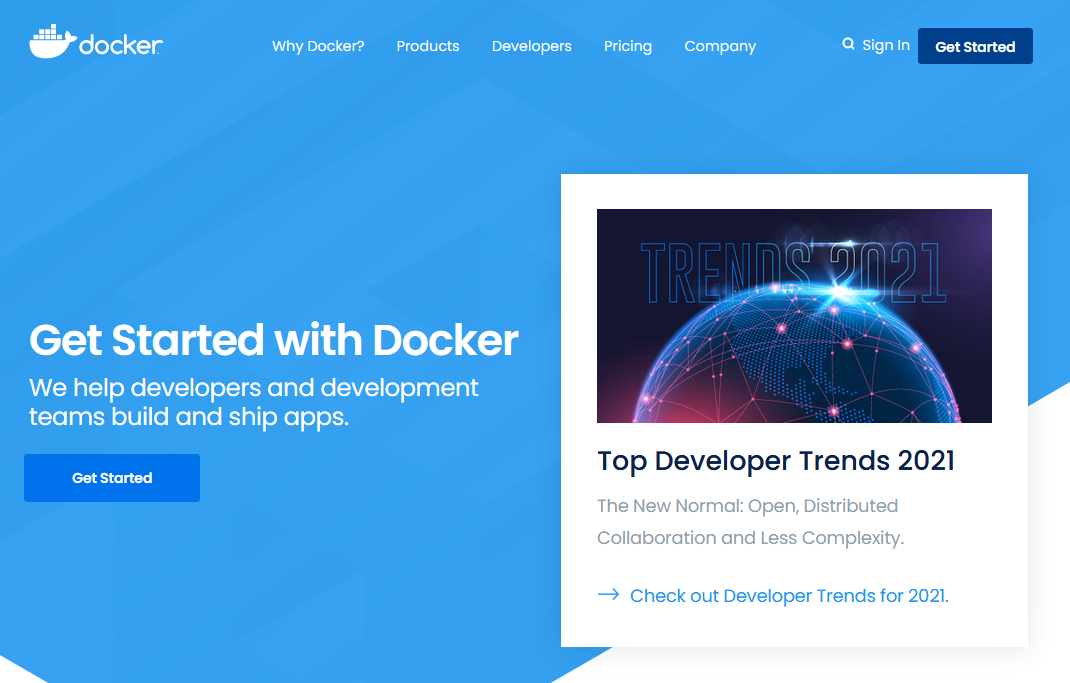 docker
Why Docker?
Products
Developers
Pricing
Company
Sign In
Get Started
Get Started with Docker
We help developers and development
teams build and ship apps.
Get Started
TRENDS 2021
Top Developer Trends 2021
The New Normal: Open, Distributed
Collaboration and Less Complexity.
Check out Developer Trends for 2021.